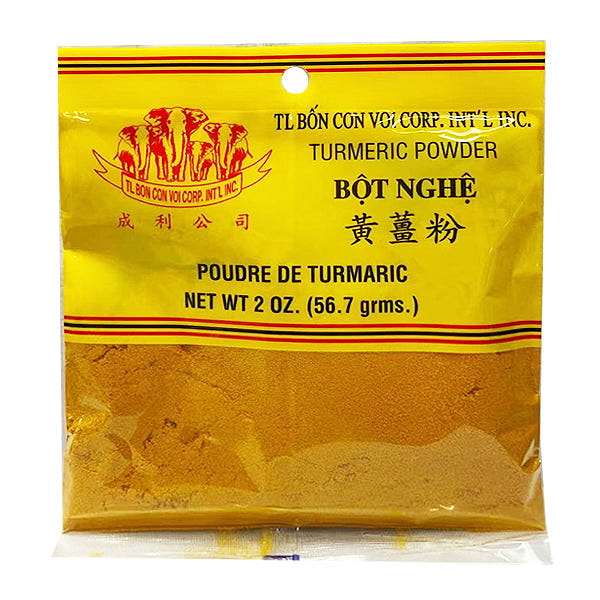 TL BỐN CON VOI CORP. INT'L INC.
TURMERIC POWDER
BỘT NGHỆ
黃薑粉
TL BON CON VOI CORP. INT'L INC.
成利公司
POUDRE DE TURMARIC
NET WT 2 OZ. (56.7 grms.)